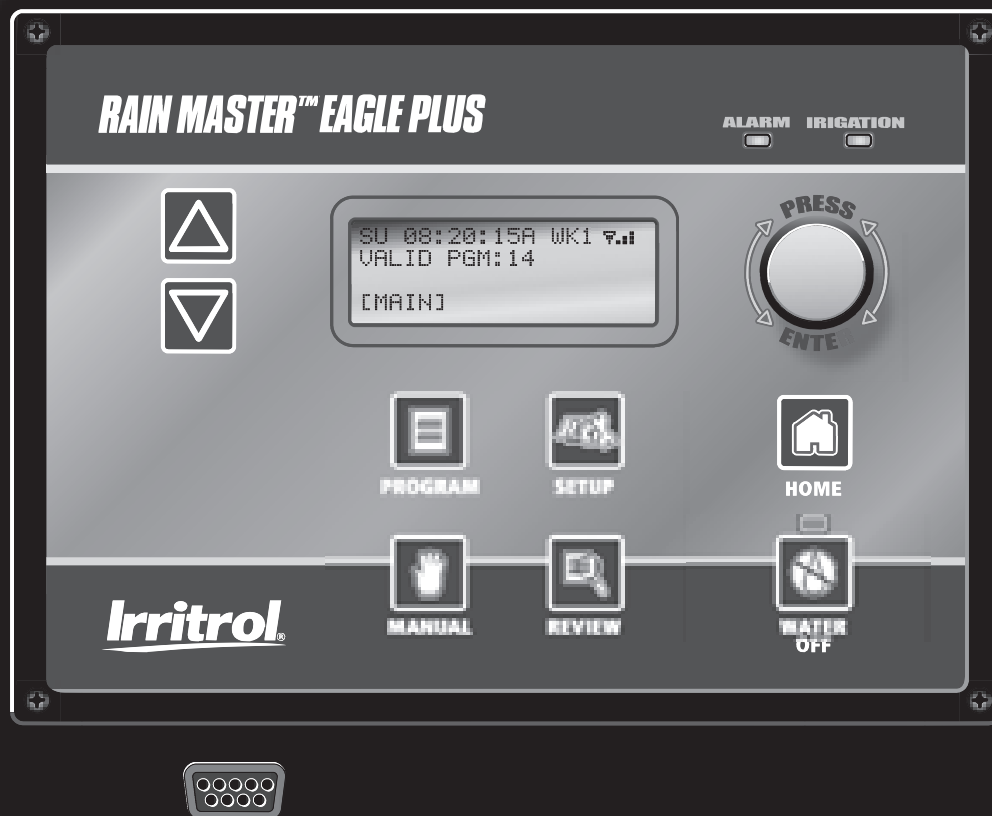 RAIN MASTER™ EAGLE PLUS
ALARM IRIGATION
PRESS
SU 08:20:15A WK1
VALID PGM:14
[MAIN]
ENTE
PROGRAM
SETUP
HOME
MANUAL
REVIEW
WATER
OFF
Irritrol®